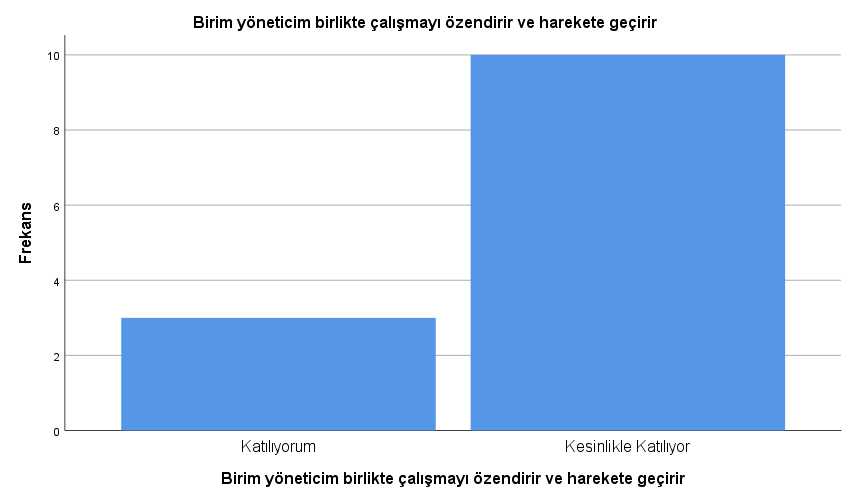 Birim yöneticim birlikte çalışmayı özendirir ve harekete geçirir
10
8
6
4
2
0
Frekans
Katılıyorum
Kesinlikle Katılıyor
Birim yöneticim birlikte çalışmayı özendirir ve harekete geçirir